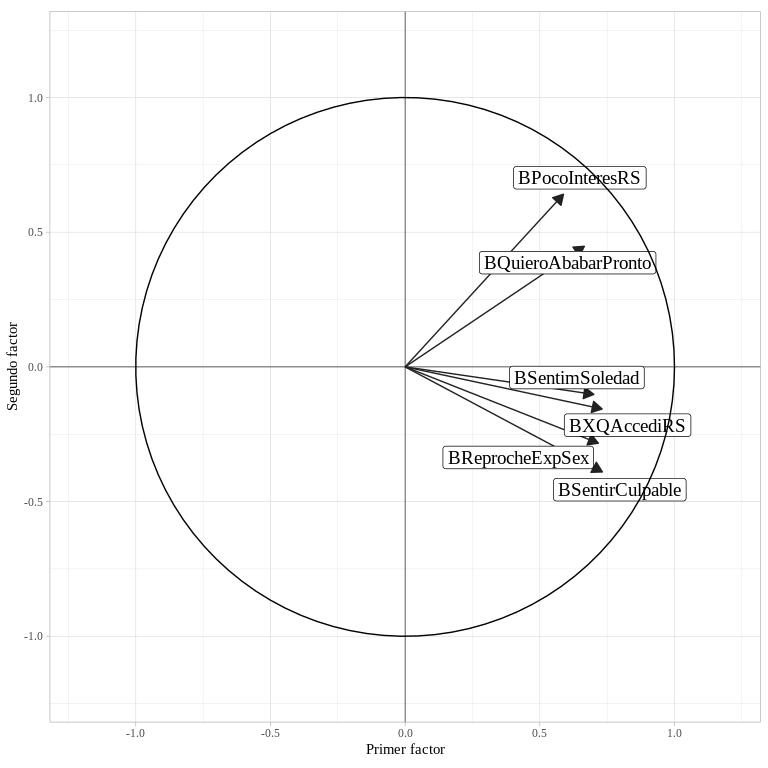 1.0
0.5
0.0
-0.5
-1.0
Segundo factor
BPocoInteresRS
BQuieroAbabarPronto
BSentimSoledad
BXQAccediRS
BReprocheExpSex
BSentirCulpable
-1.0 -0.5 0.0 0.5 1.0
Primer factor